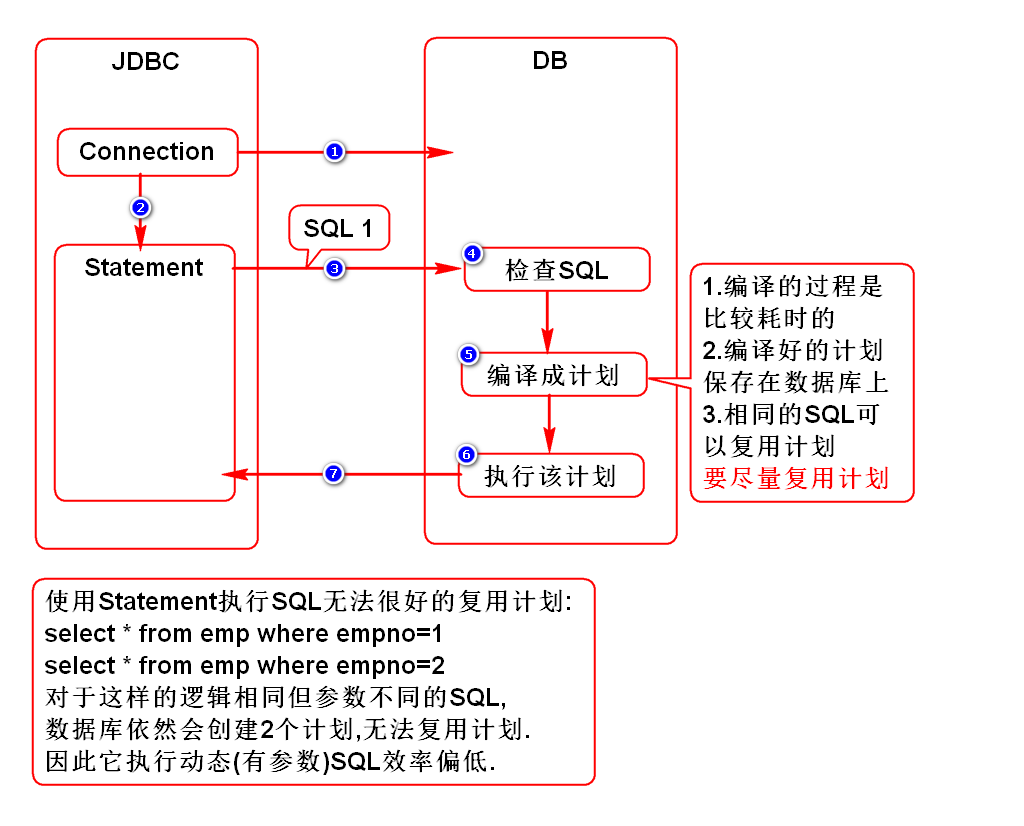 JDBC
DB
Connection
1
2
SQL 1
Statement
3
4
检查SQL
5
编译成计划
6
执行该计划
7
1.编译的过程是
比较耗时的
2.编译好的计划
保存在数据库上
3.相同的SQL可
以复用计划
要尽量复用计划
使用Statement执行SQL无法很好的复用计划:
select * from emp where empno=1
select * from emp where empno=2
对于这样的逻辑相同但参数不同的SQL,
数据库依然会创建2个计划,无法复用计划.
因此它执行动态(有参数)SQL效率偏低.